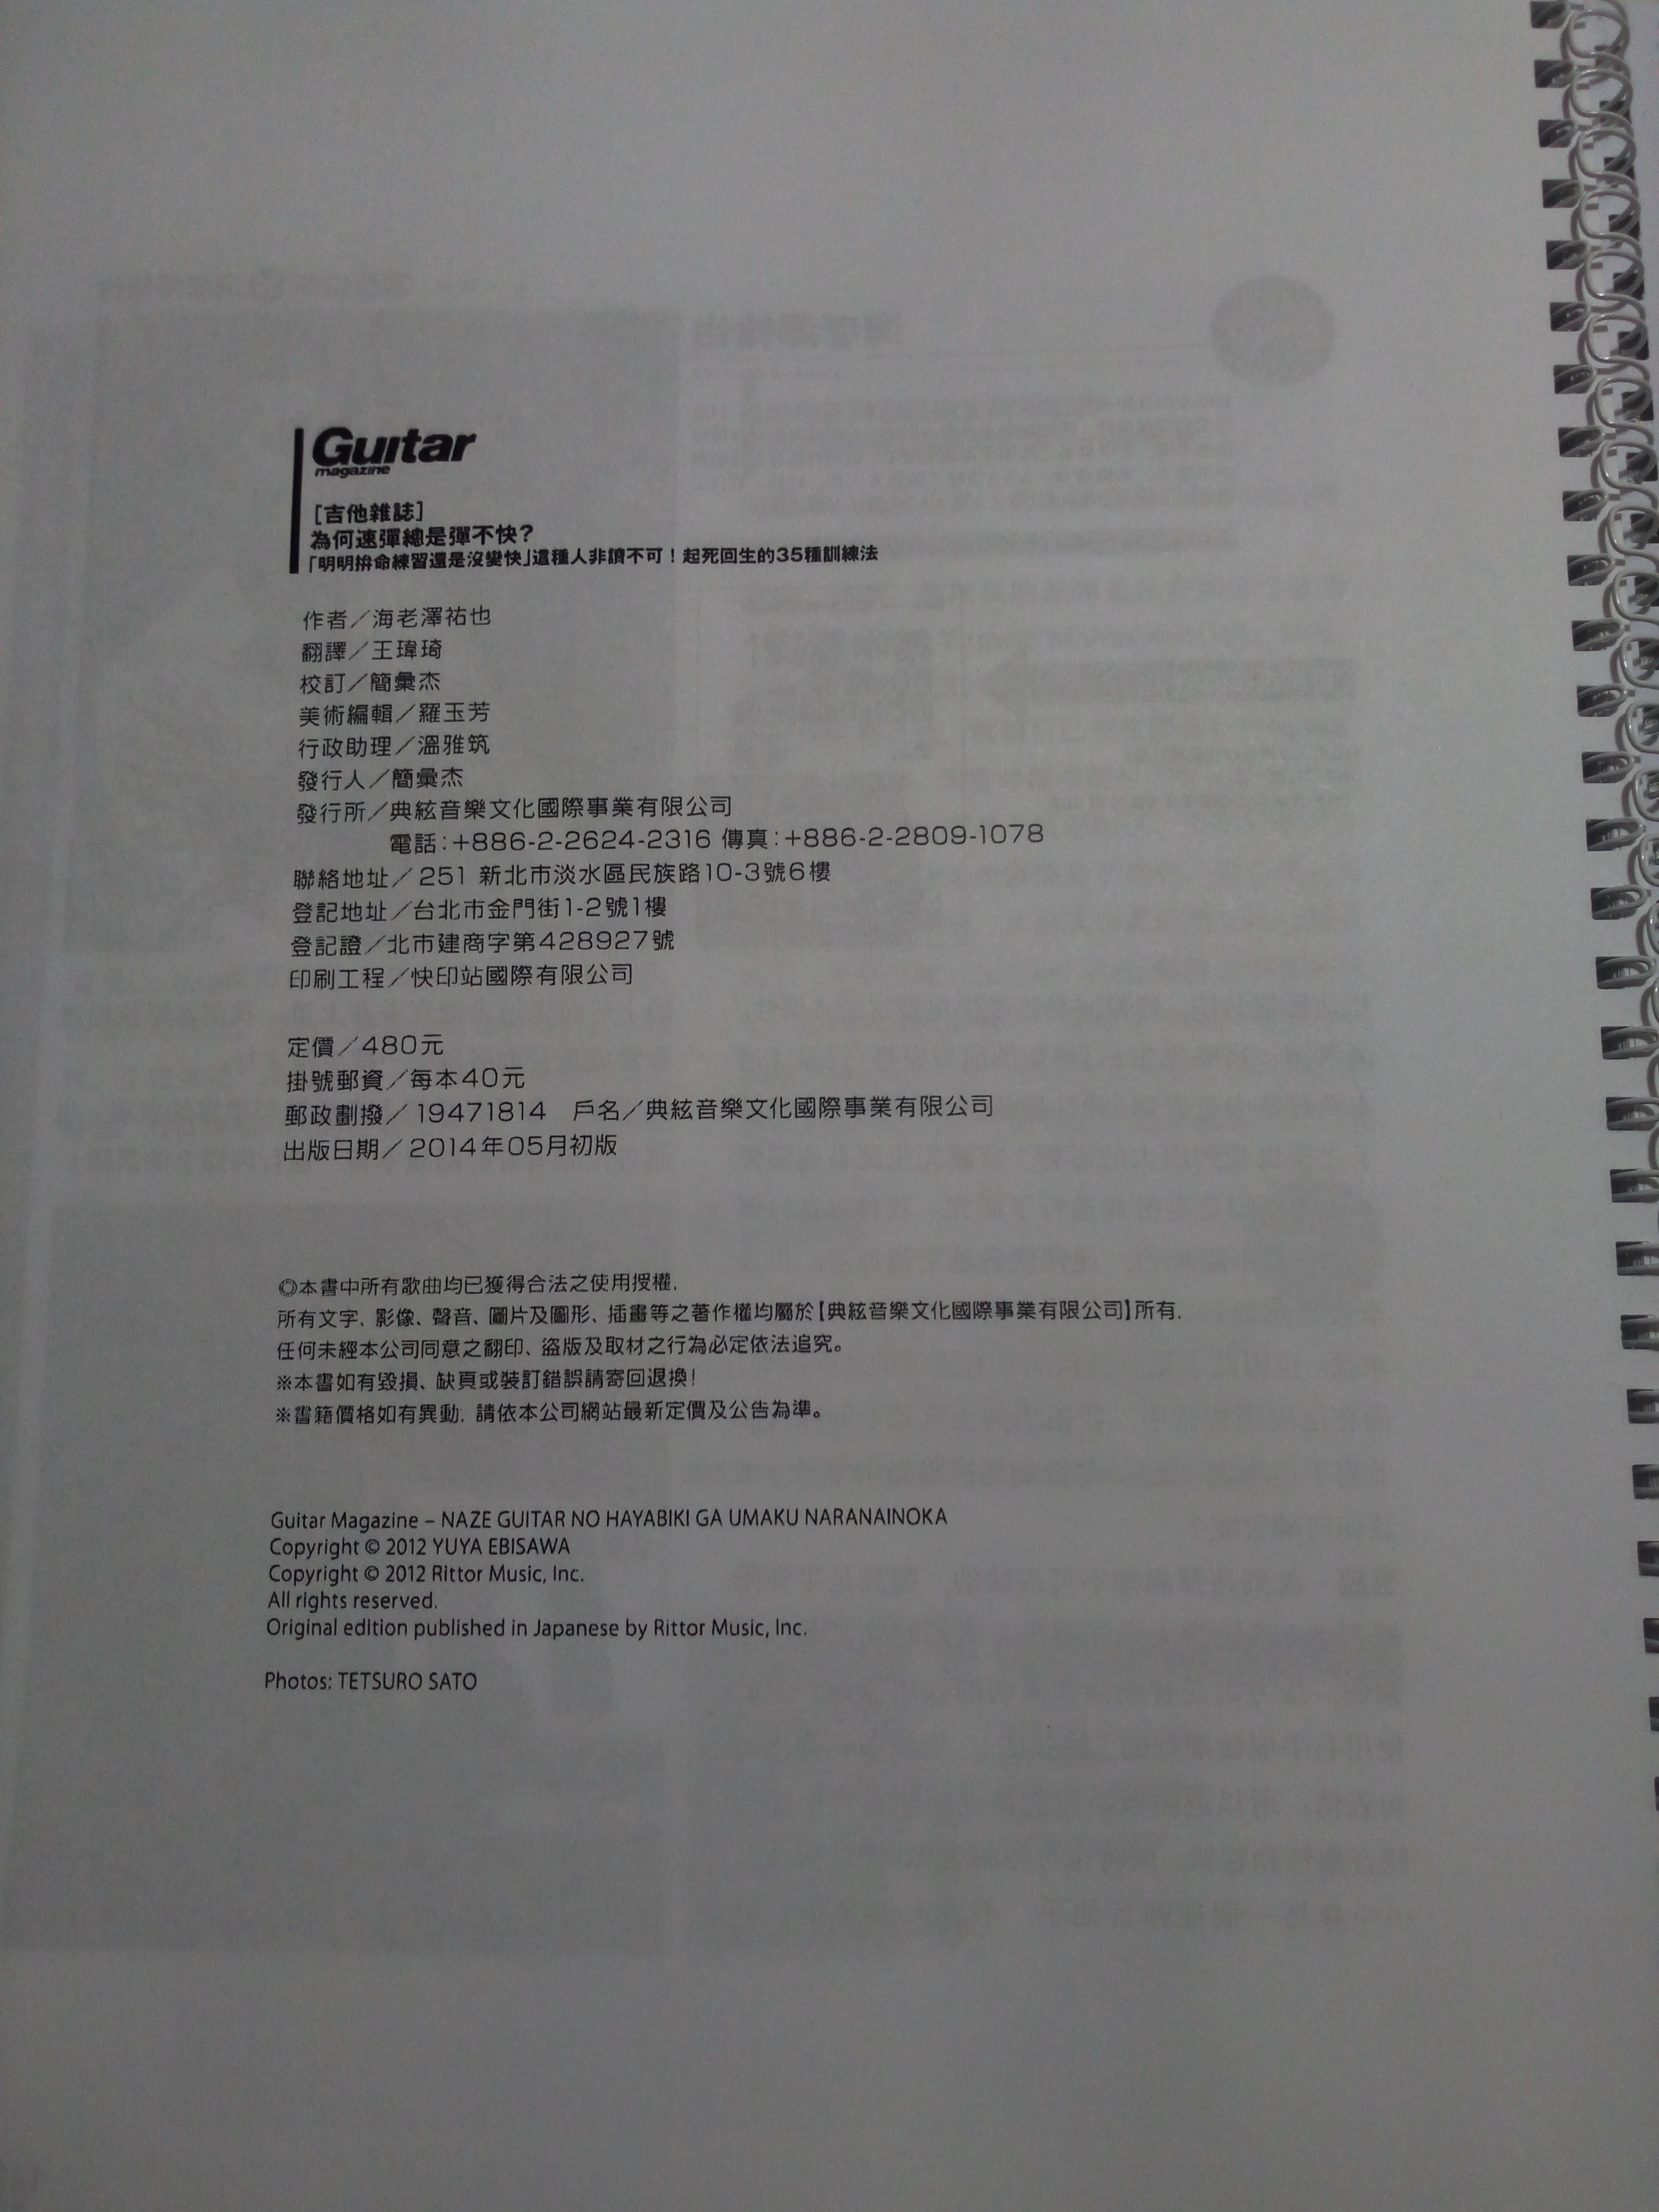 Guitar
magazine
[吉他雜誌]
為何速彈總是彈不快?
「明明拚命練習還是沒變快」這種人非讀不可!起死回生的35種訓練法
作者／海老澤祐也
翻譯／王瑋琦
校訂／簡彙杰
美術編輯／羅玉芳
行政助理／溫雅筑
發行人／簡彙杰
發行所／典絃音樂文化國際事業有限公司
電話:+886-2-2624-2316 傳真:+886-2-2809-1078
聯絡地址／251 新北市淡水區民族路10-3號6樓
登記地址／台北市金門街1-2號1樓
登記證／北市建商字第428927號
印刷工程／快印站國際有限公司
定價／480元
掛號郵資／每本40元
郵政劃撥／19471814 戶名／典絃音樂文化國際事業有限公司
出版日期／2014年05月初版
◎本書中所有歌曲均已獲得合法之使用授權.
所有文字、影像、聲音、圖片及圖形、插畫等之著作權均屬於【典絃音樂文化國際事業有限公司】所有.
任何未經本公司同意之翻印、盜版及取材之行為必定依法追究。
※本書如有毀損、缺頁或裝訂錯誤請寄回退換!
※書籍價格如有異動, 請依本公司網站最新定價及公告為準。
Guitar Magazine – NAZE GUITAR NO HAYABIKI GA UMAKU NARANAINOKA
Copyright © 2012 YUYA EBISAWA
Copyright © 2012 Rittor Music, Inc.
All rights reserved.
Original edition published in Japanese by Rittor Music, Inc.
Photos: TETSURO SATO